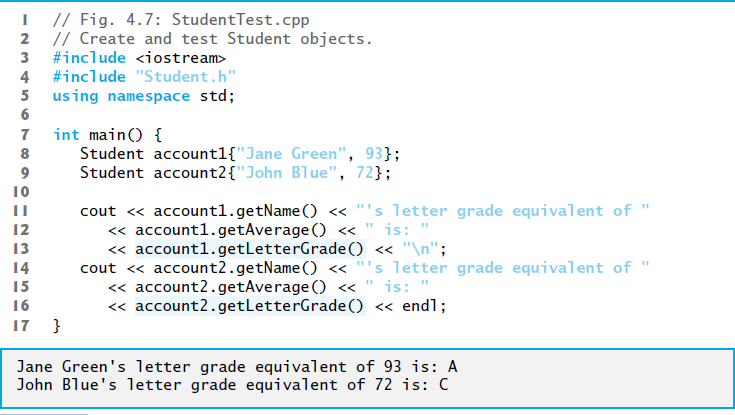 1 // Fig. 4.7: StudentTest.cpp
2 // Create and test Student objects.
3 #include <iostream>
4 #include "Student.h"
5 using namespace std;
6
7 int main() {
8    Student account1{"Jane Green", 93};
9    Student account2{"John Blue", 72};
10
11    cout << account1.getName() << "'s letter grade equivalent of "
12       << account1.getAverage() << " is: "
13       << account1.getLetterGrade() << "\n";
14    cout << account2.getName() << "'s letter grade equivalent of "
15       << account2.getAverage() << " is: "
16       << account2.getLetterGrade() << endl;
17 }
Jane Green's letter grade equivalent of 93 is: A
John Blue's letter grade equivalent of 72 is: C